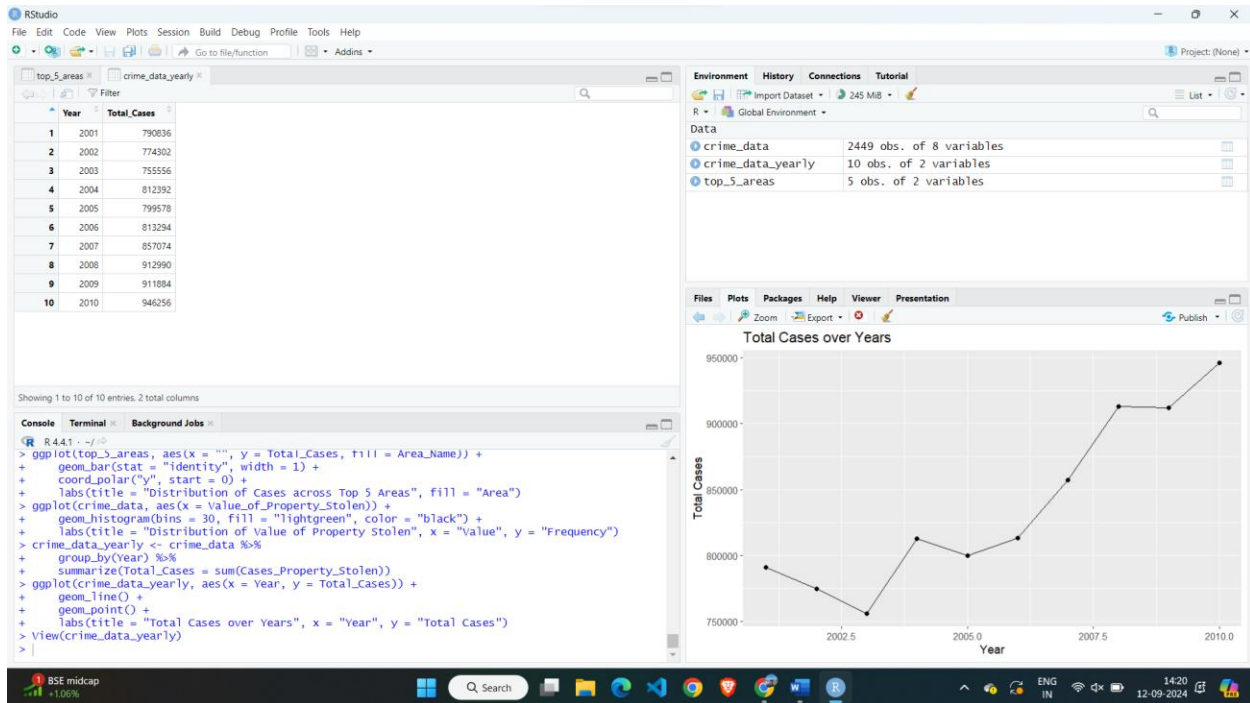 RStudio
File Edit Code View Plots Session Build Debug Profile Tools Help
Go to file/function Addins Project: (None)
top_5_areas crime_data_yearly
Filter
Year Total_Cases
1 2001 790836
2 2002 774302
3 2003 755556
4 2004 812392
5 2005 799578
6 2006 813294
7 2007 857074
8 2008 912990
9 2009 911884
10 2010 946256
Showing 1 to 10 of 10 entries, 2 total columns
Console Terminal Background Jobs
R 4.4.1 · ~/
> ggplot(top_5_areas, aes(x = "", y = Total_Cases, fill = Area_Name)) +
+ geom_bar(stat = "identity", width = 1) +
+ coord_polar("y", start = 0) +
+ labs(title = "Distribution of Cases across Top 5 Areas", fill = "Area")
> ggplot(crime_data, aes(x = Value_of_Property_Stolen)) +
+ geom_histogram(bins = 30, fill = "lightgreen", color = "black") +
+ labs(title = "Distribution of Value of Property Stolen", x = "Value", y = "Frequency")
> crime_data_yearly <- crime_data %>%
+ group_by(Year) %>%
+ summarize(Total_Cases = sum(Cases_Property_Stolen))
> ggplot(crime_data_yearly, aes(x = Year, y = Total_Cases)) +
+ geom_line() +
+ geom_point() +
+ labs(title = "Total Cases over Years", x = "Year", y = "Total Cases")
> View(crime_data_yearly)
>
Environment History Connections Tutorial
Import Dataset 245 MiB List
R Global Environment
Data
crime_data 2449 obs. of 8 variables
crime_data_yearly 10 obs. of 2 variables
top_5_areas 5 obs. of 2 variables
Files Plots Packages Help Viewer Presentation
Zoom Export Publish
Total Cases over Years
950000
900000
850000
800000
750000
Total Cases
2002.5 2005.0 2007.5 2010.0
Year
1 BSE midcap
+1.06%
Search
ENG
IN
14:20
12-09-2024